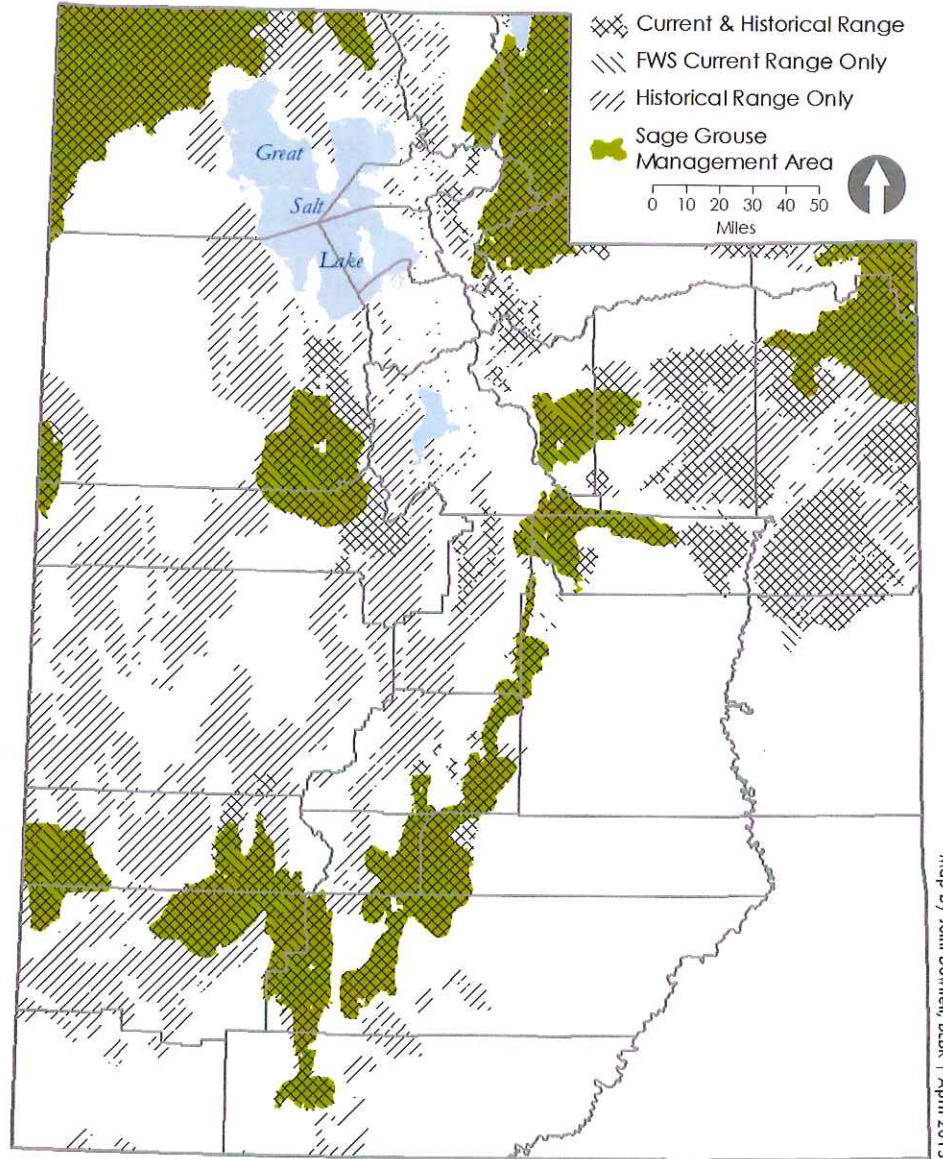 Current & Historical Range
FWS Current Range Only
Historical Range Only
Sage Grouse
Management Area
0 10 20 30 40 50
Miles
Great
Salt
Lake